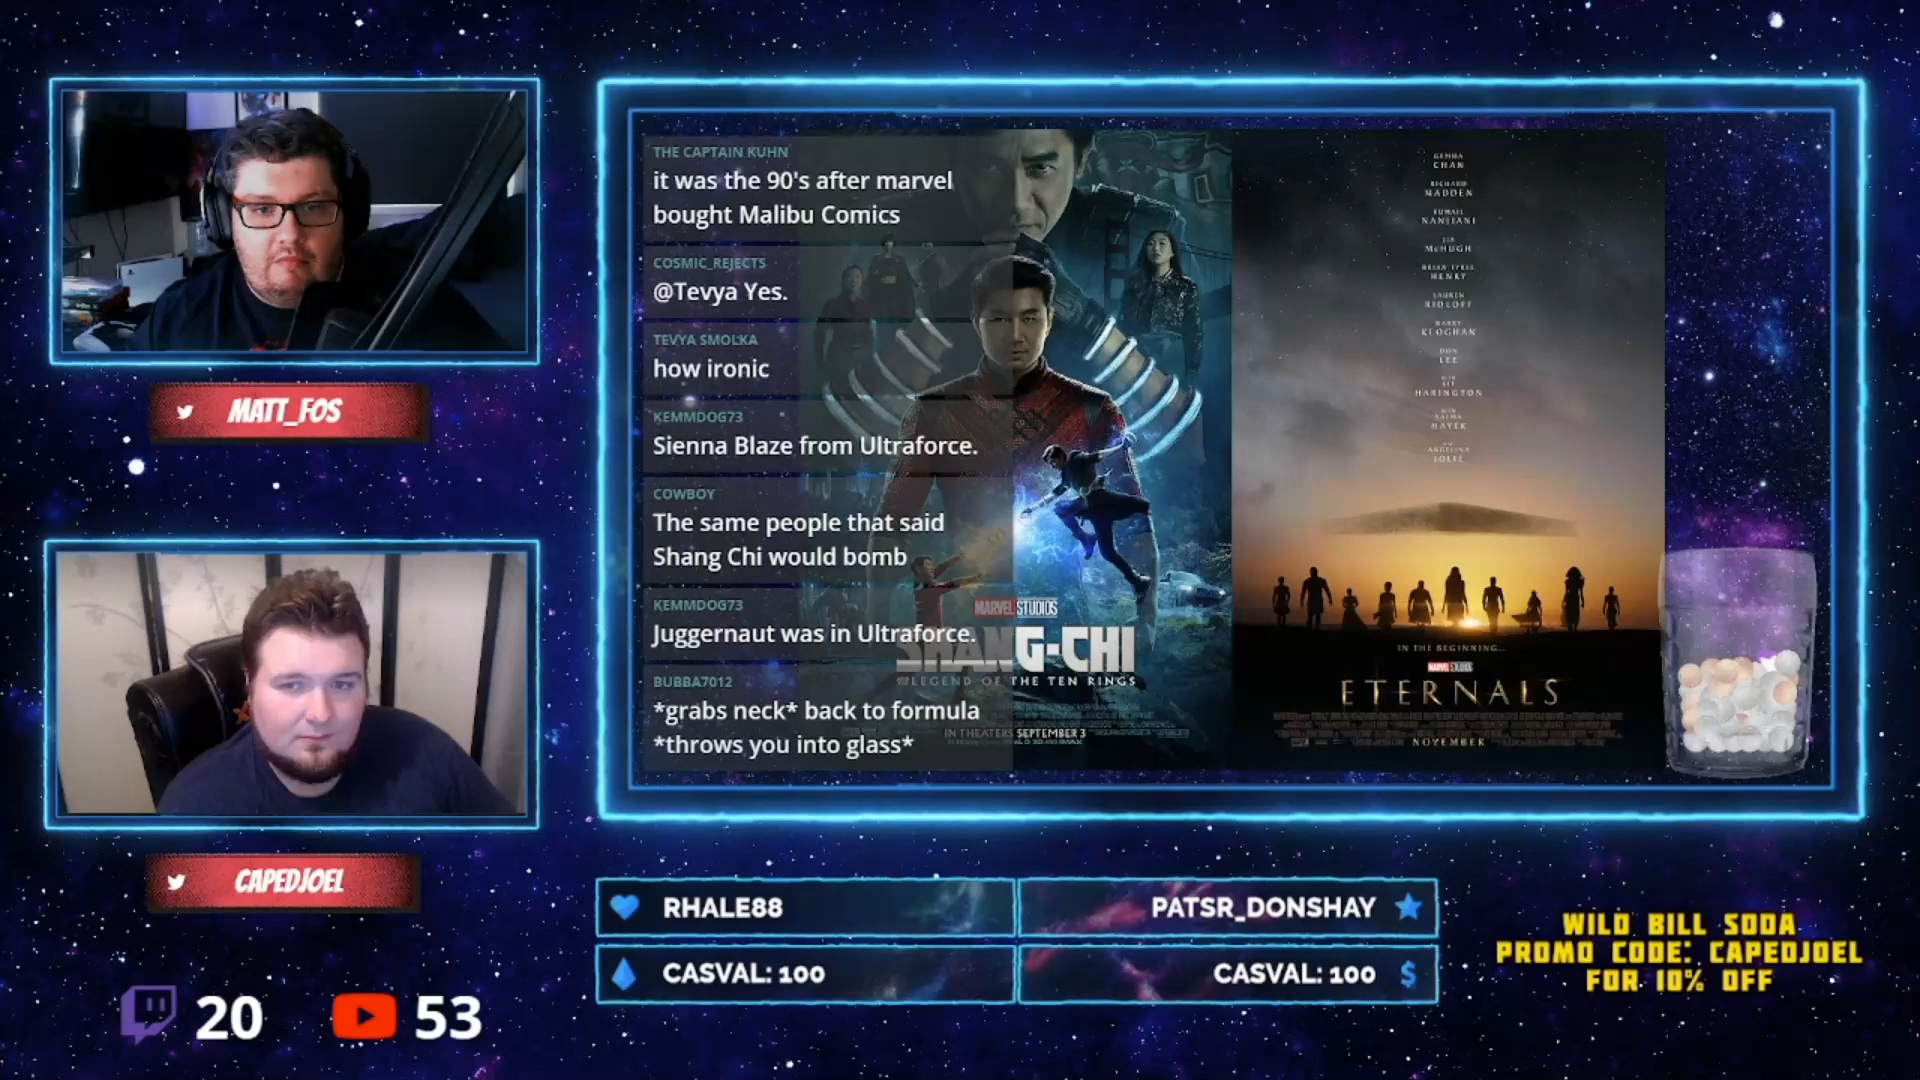 THE CAPTAIN KUHN
it was the 90's after marvel
bought Malibu Comics
COSMIC_REJECTS
@Tevya Yes.
TEVYA SMOLKA
how ironic
KEMMDOG73
Sienna Blaze from Ultraforce.
COWBOY
The same people that said
Shang Chi would bomb
KEMMDOG73
Juggernaut was in Ultraforce.
BUBBA7012
*grabs neck* back to formula
*throws you into glass*
MARVEL STUDIOS
SHANG-CHI
LEGEND OF THE TEN RINGS
IN THEATERS SEPTEMBER 3
GEMMA
CHAN
RICHARD
MADDEN
KUMAIL
NANJIANI
LIA
McHUGH
BRIAN TYREE
HENRY
LAUREN
RIDLOFF
BARRY
KEOGHAN
DON
LEE
KIT
HARINGTON
SALMA
HAYEK
ANGELINA
JOLIE
IN THE BEGINNING...
MARVEL STUDIOS
ETERNALS
NOVEMBER
MATT_FOS
CAPEDJOEL
20
53
RHALE88
PATSR_DONSHAY
CASVAL: 100
CASVAL: 100
WILD BILL SODA
PROMO CODE: CAPEDJOEL
FOR 10% OFF